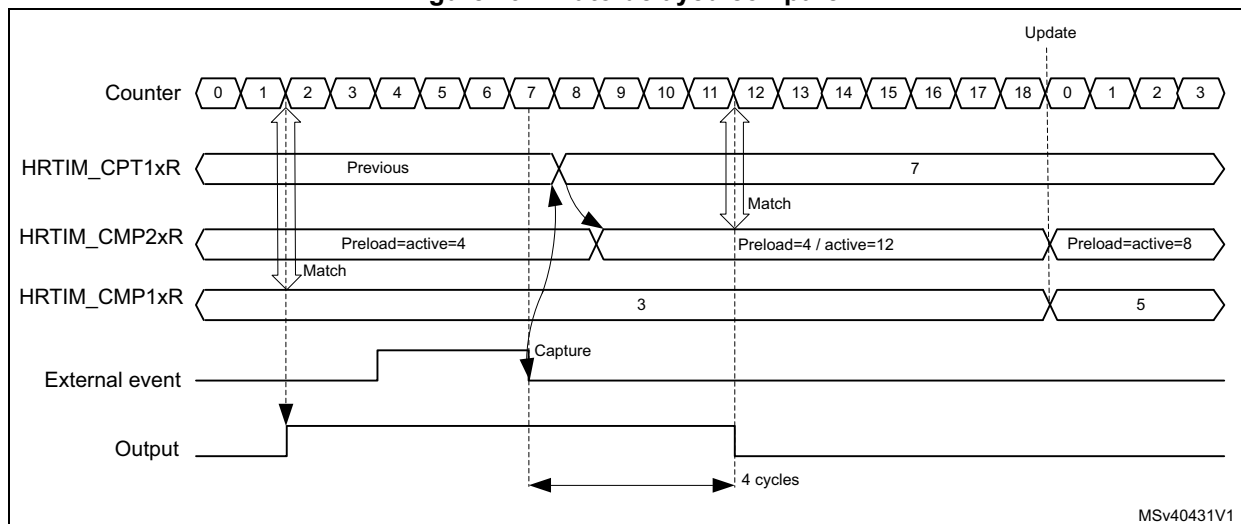 Update
Counter 0 1 2 3 4 5 6 7 8 9 10 11 12 13 14 15 16 17 18 0 1 2 3
HRTIM_CPT1xR Previous 7
Match
HRTIM_CMP2xR Preload=active=4 Preload=4 / active=12 Preload=active=8
Match
HRTIM_CMP1xR 3 5
Capture
External event
Output
4 cycles
MSv40431V1